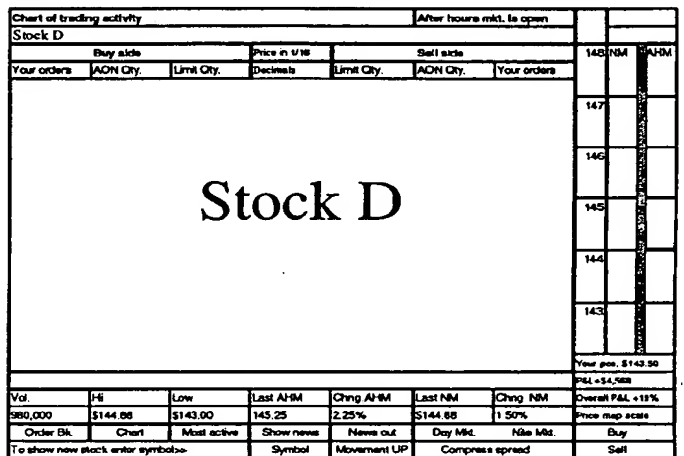 Chart of trading activity After hours mkt. is open
Stock D
Buy side Price in 1/16 Sell side
Your orders AON Qty. Limit Qty. Decimals Limit Qty. AON Qty. Your orders
148 NM AHM
147
146
Stock D
145
144
143
Your pos. $143.50
P&L +$4,568
Vol. Hi Low Last AHM Chng AHM Last NM Chng NM Overall P&L +13%
980,000 $144.88 $143.00 145.25 2.25% $144.68 1 50% Price map scale
Order Bk. Chart Most active Show news News out Day Mkt. Nite Mkt. Buy
To show new stock enter symbol>> Symbol Movement UP Compress spread Sell